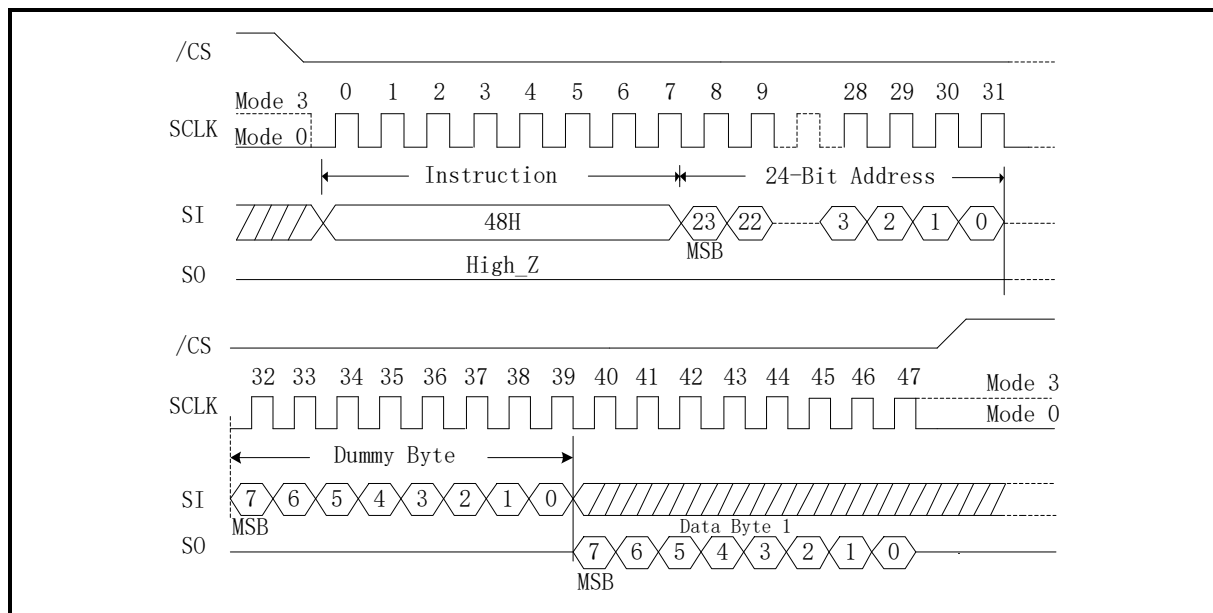 /CS
0 1 2 3 4 5 6 7 8 9 28 29 30 31
Mode 3
SCLK
Mode 0
Instruction 24-Bit Address
SI 48H 23 22 3 2 1 0
MSB
High_Z
SO
/CS
32 33 34 35 36 37 38 39 40 41 42 43 44 45 46 47
Mode 3
SCLK
Mode 0
Dummy Byte
SI 7 6 5 4 3 2 1 0
MSB
Data Byte 1
SO 7 6 5 4 3 2 1 0
MSB